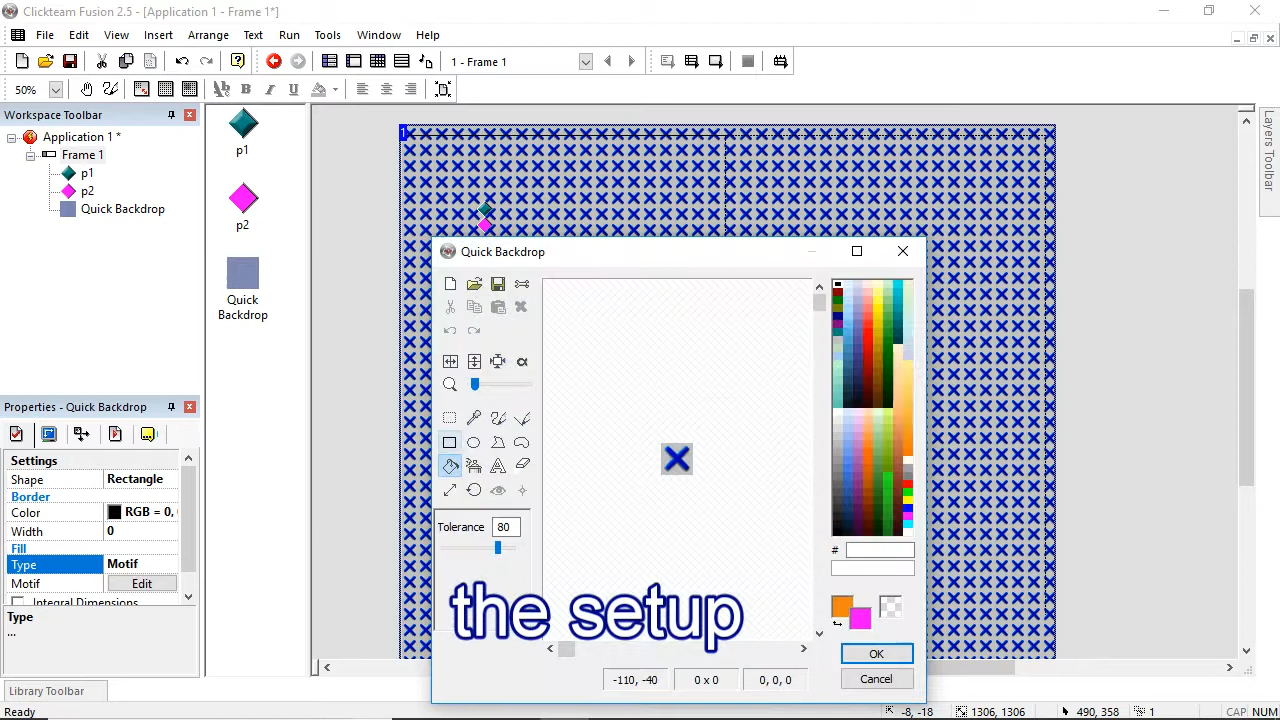 Clickteam Fusion 2.5 - [Application 1 - Frame 1*]
File Edit View Insert Arrange Text Run Tools Window Help
1 - Frame 1
50% B I U
Workspace Toolbar
Application 1 *
Frame 1
p1
p2
Quick Backdrop
p1
p2
Quick
Backdrop
1
Layers Toolbar
Quick Backdrop
Tolerance 80
#
-110, -40 0 x 0 0, 0, 0
OK
Cancel
the setup
Properties - Quick Backdrop
Settings
Shape Rectangle
Border
Color RGB = 0,
Width 0
Fill
Type Motif
Motif Edit
Integral Dimensions
Type
...
Library Toolbar
Ready -8, -18 1306, 1306 490, 358 1 CAP NUM